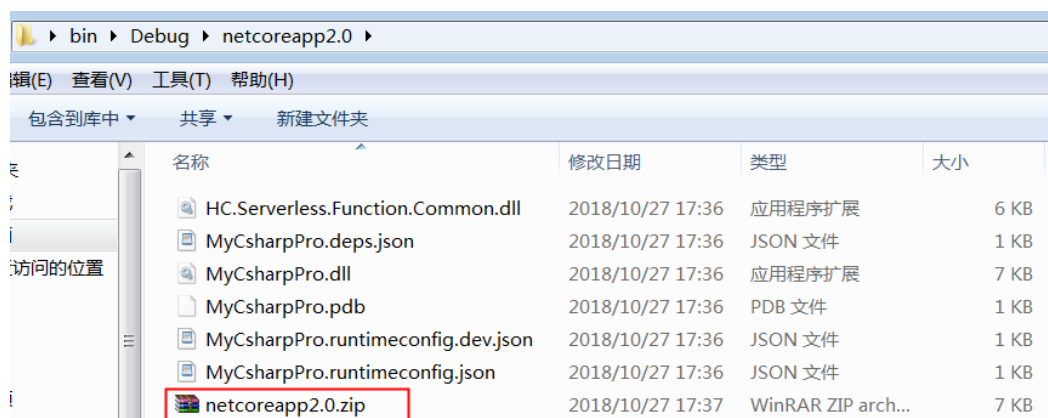 bin Debug netcoreapp2.0
辑(E) 查看(V) 工具(T) 帮助(H)
包含到库中 共享 新建文件夹
名称 修改日期 类型 大小
HC.Serverless.Function.Common.dll 2018/10/27 17:36 应用程序扩展 6 KB
MyCsharpPro.deps.json 2018/10/27 17:36 JSON 文件 1 KB
访问的位置 MyCsharpPro.dll 2018/10/27 17:36 应用程序扩展 7 KB
MyCsharpPro.pdb 2018/10/27 17:36 PDB 文件 1 KB
MyCsharpPro.runtimeconfig.dev.json 2018/10/27 17:36 JSON 文件 1 KB
MyCsharpPro.runtimeconfig.json 2018/10/27 17:36 JSON 文件 1 KB
netcoreapp2.0.zip 2018/10/27 17:37 WinRAR ZIP arch... 7 KB